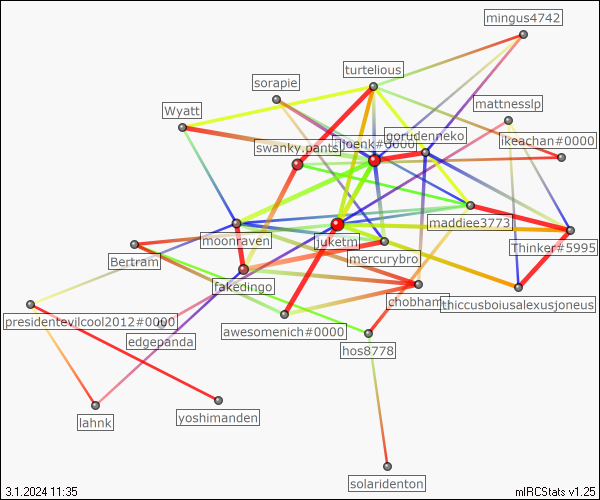 mingus4742
turtelious
sorapie
mattnesslp
Wyatt
gorudenneko
joenk#0000
ikeachan#0000
swanky.pants
maddiee3773
moonraven
juketm
Thinker#5995
mercurybro
Bertram
fakedingo
chobham
thiccusboiusalexusjoneus
presidentevilcool2012#0000
awesomenich#0000
edgepanda
hos8778
lahnk
yoshimanden
solaridenton
3.1.2024 11:35
mIRCStats v1.25